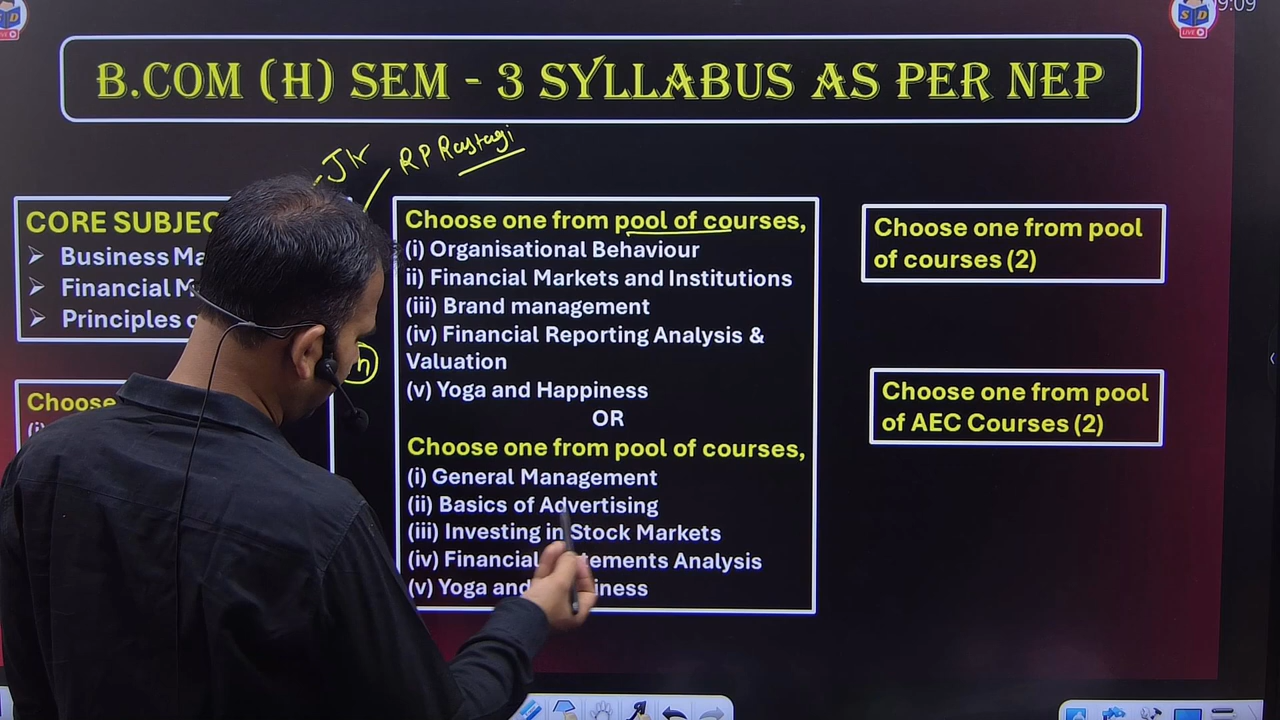 09:09
B.COM (H) SEM - 3 SYLLABUS AS PER NEP
RP Rastogi
CORE SUBJEC
➢ Business Ma
➢ Financial M
➢ Principles o
Choose
(i)
Choose one from pool of courses,
(i) Organisational Behaviour
ii) Financial Markets and Institutions
(iii) Brand management
(iv) Financial Reporting Analysis &
Valuation
(v) Yoga and Happiness
OR
Choose one from pool of courses,
(i) General Management
(ii) Basics of Advertising
(iii) Investing in Stock Markets
(iv) Financial tements Analysis
(v) Yoga and iness
Choose one from pool
of courses (2)
Choose one from pool
of AEC Courses (2)
SD
LIVE